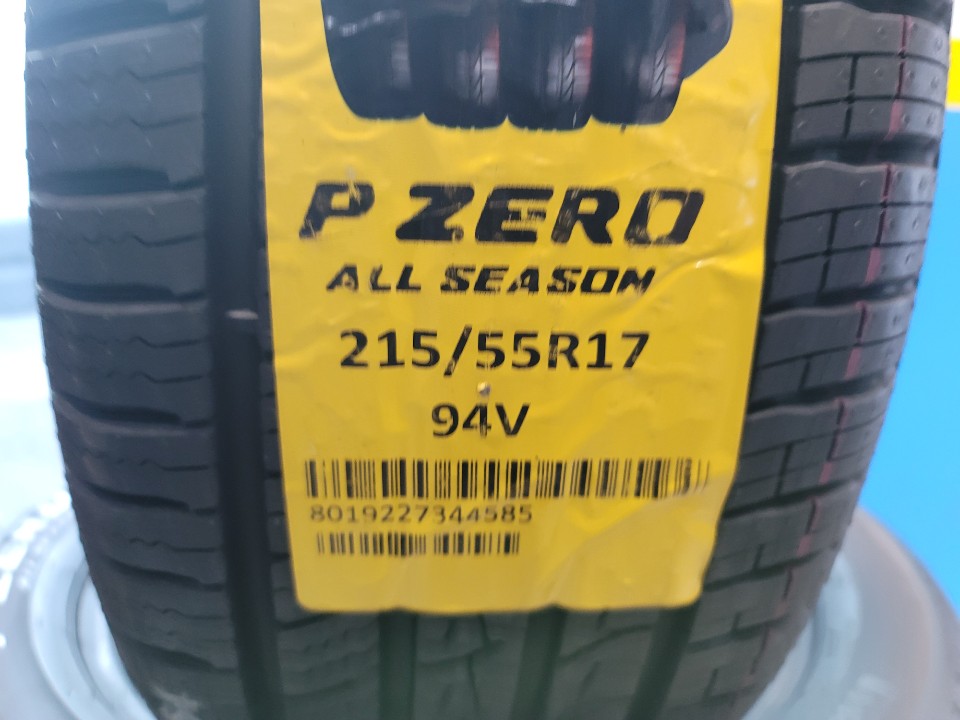 P ZERO
ALL SEASON
215/55R17
94V
8019227344585